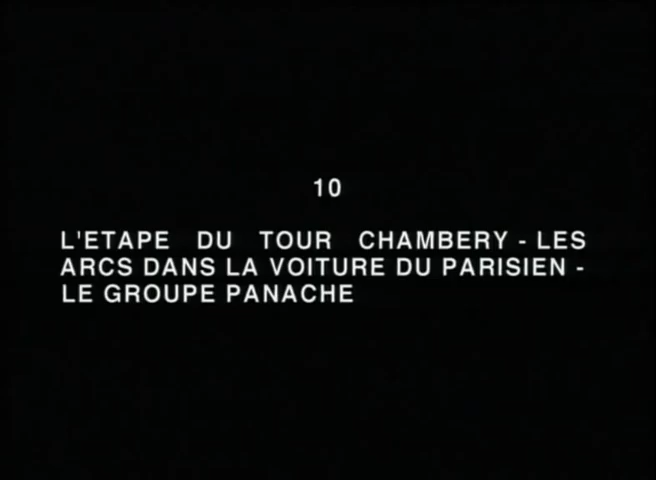 10
L'ETAPE DU TOUR CHAMBERY - LES
ARCS DANS LA VOITURE DU PARISIEN -
LE GROUPE PANACHE